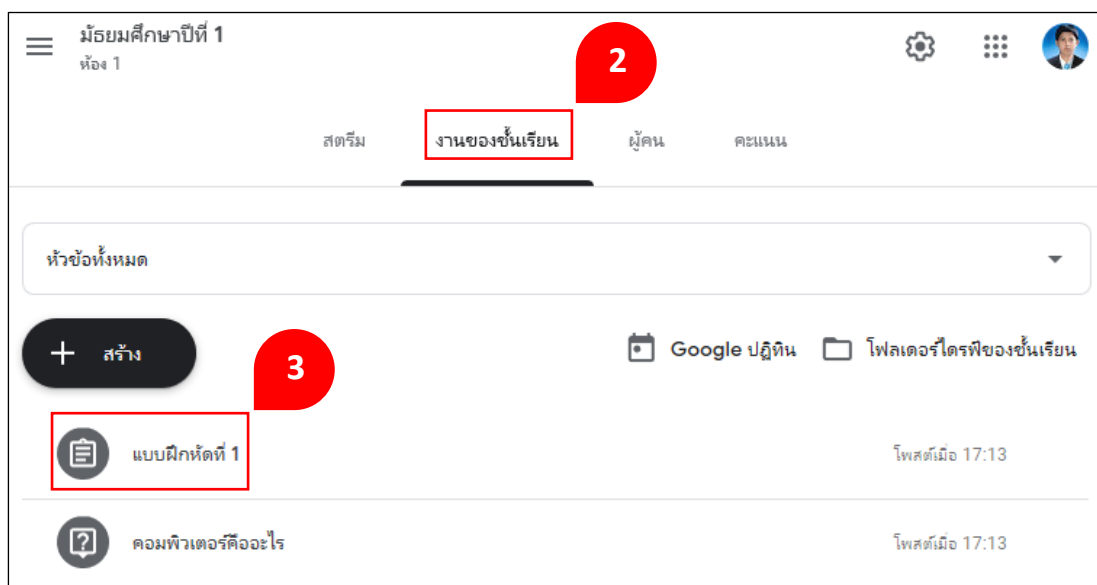 มัธยมศึกษาปีที่ 1
ห้อง 1
2
สตรีม งานของชั้นเรียน ผู้คน คะแนน
หัวข้อทั้งหมด
สร้าง
3
Google ปฏิทิน โฟลเดอร์ไดรฟ์ของชั้นเรียน
แบบฝึกหัดที่ 1 โพสต์เมื่อ 17:13
คอมพิวเตอร์คืออะไร โพสต์เมื่อ 17:13